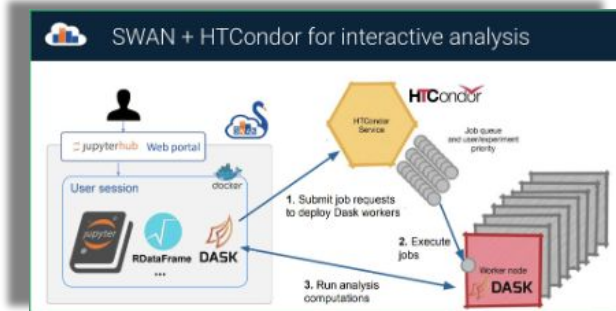 SWAN + HTCondor for interactive analysis
jupyterhub Web portal
User session
docker
jupyter
RDataFrame
DASK
...
HTCondor
Service
HTCondor
Job queue
and user/experiment
priority
1. Submit job requests
to deploy Dask workers
2. Execute
jobs
3. Run analysis
computations
Worker node
DASK